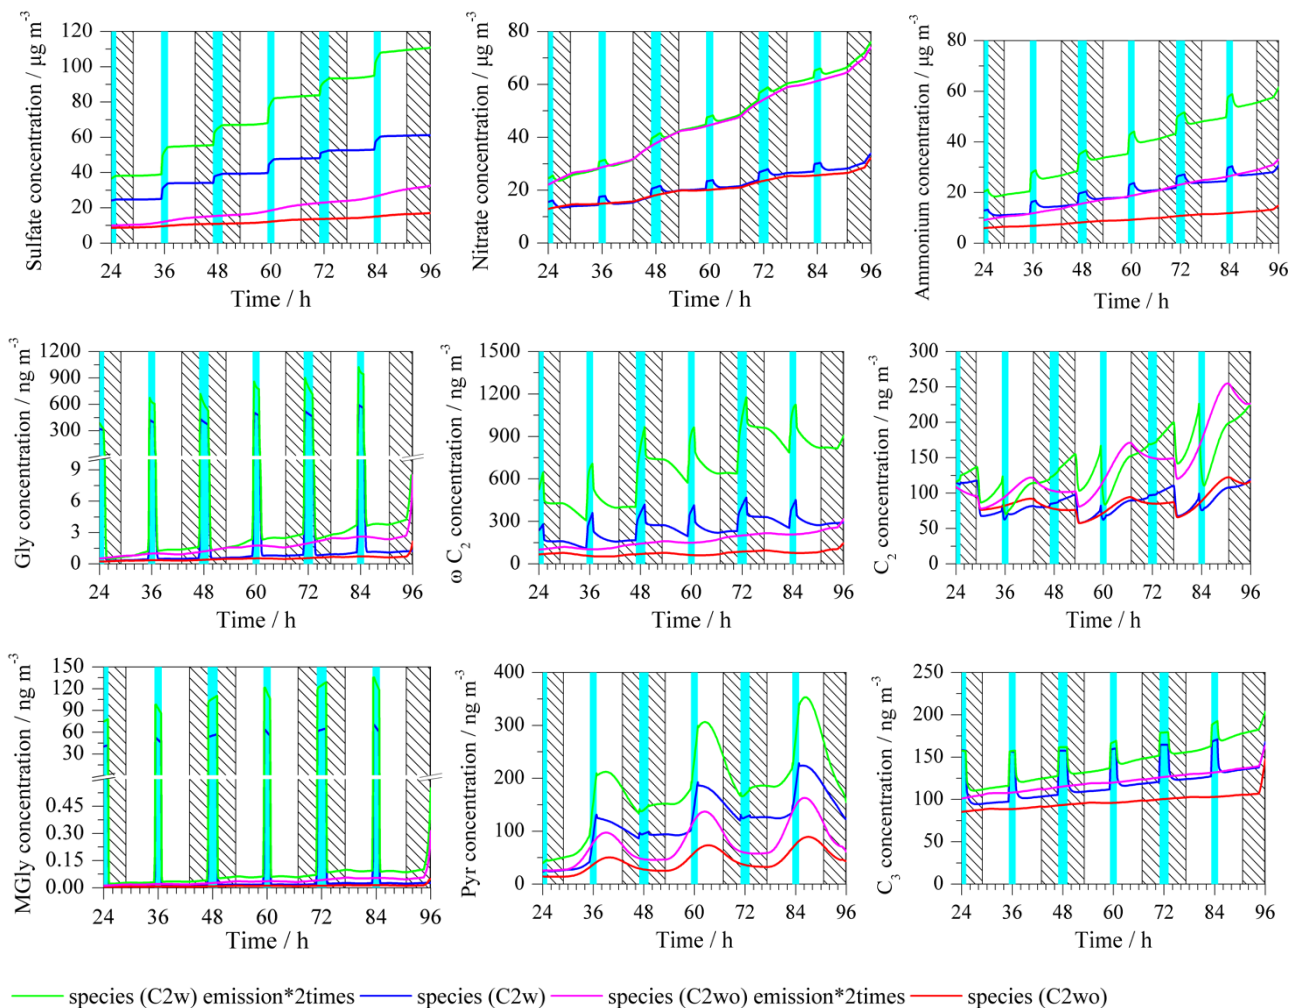 Sulfate concentration / μg m⁻³
120
100
80
60
40
20
0
24 36 48 60 72 84 96
Time / h
Nitrate concentration / μg m⁻³
80
60
40
20
0
24 36 48 60 72 84 96
Time / h
Ammonium concentration / μg m⁻³
80
60
40
20
0
24 36 48 60 72 84 96
Time / h
Gly concentration / ng m⁻³
1200
900
600
300
9
6
3
0
24 36 48 60 72 84 96
Time / h
ω C₂ concentration / ng m⁻³
1500
1200
900
600
300
0
24 36 48 60 72 84 96
Time / h
C₂ concentration / ng m⁻³
300
250
200
150
100
50
0
24 36 48 60 72 84 96
Time / h
MGly concentration / ng m⁻³
150
120
90
60
30
0.45
0.30
0.15
0.00
24 36 48 60 72 84 96
Time / h
Pyr concentration / ng m⁻³
400
300
200
100
0
24 36 48 60 72 84 96
Time / h
C₃ concentration / ng m⁻³
250
200
150
100
50
0
24 36 48 60 72 84 96
Time / h
species (C2w) emission*2times species (C2w) species (C2wo) emission*2times species (C2wo)